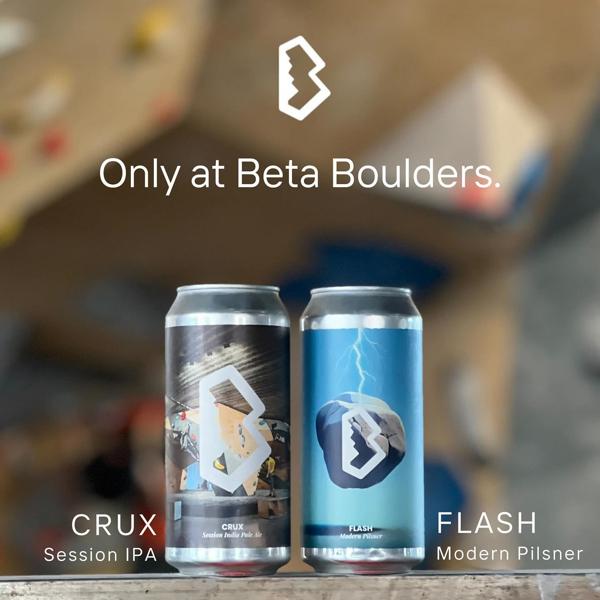 Only at Beta Boulders.
CRUX
Session India Pale Ale
FLASH
Modern Pilsner
CRUX
Session IPA
FLASH
Modern Pilsner